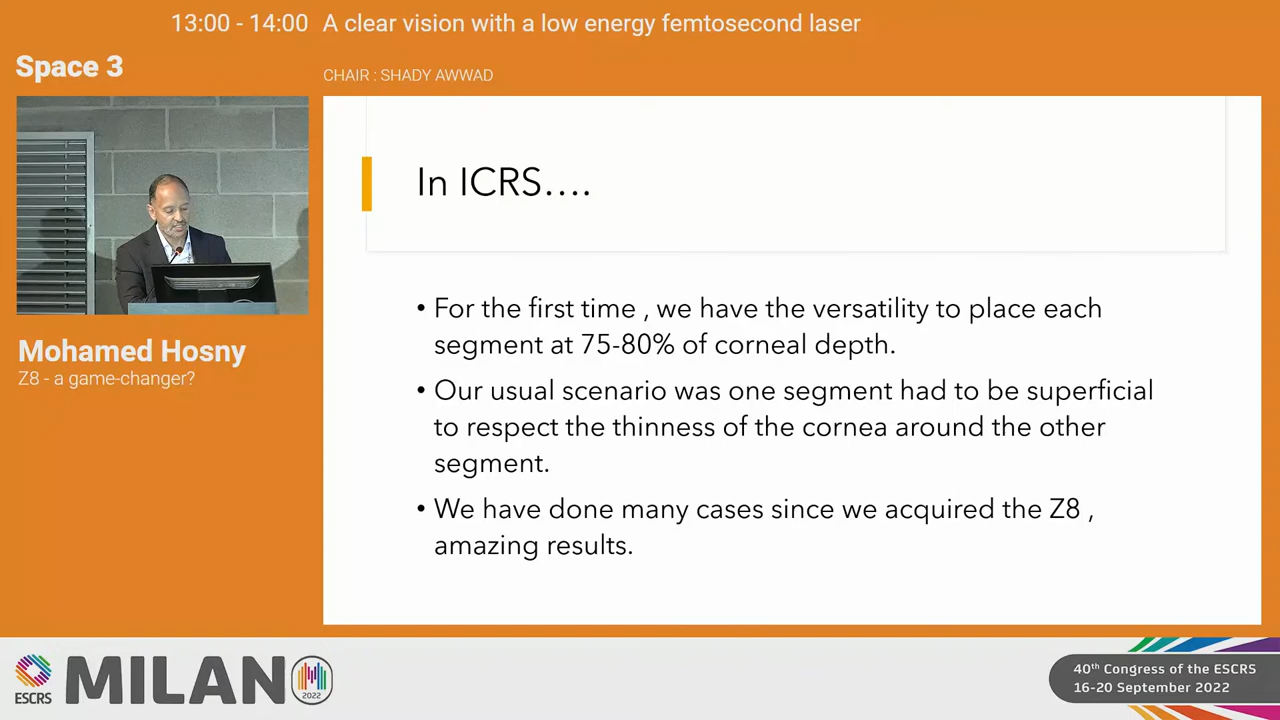 13:00 - 14:00 A clear vision with a low energy femtosecond laser
Space 3
CHAIR : SHADY AWWAD
In ICRS....
• For the first time , we have the versatility to place each
segment at 75-80% of corneal depth.
• Our usual scenario was one segment had to be superficial
to respect the thinness of the cornea around the other
segment.
• We have done many cases since we acquired the Z8 ,
amazing results.
Mohamed Hosny
Z8 - a game-changer?
ESCRS
MILANO
2022
40th Congress of the ESCRS
16-20 September 2022